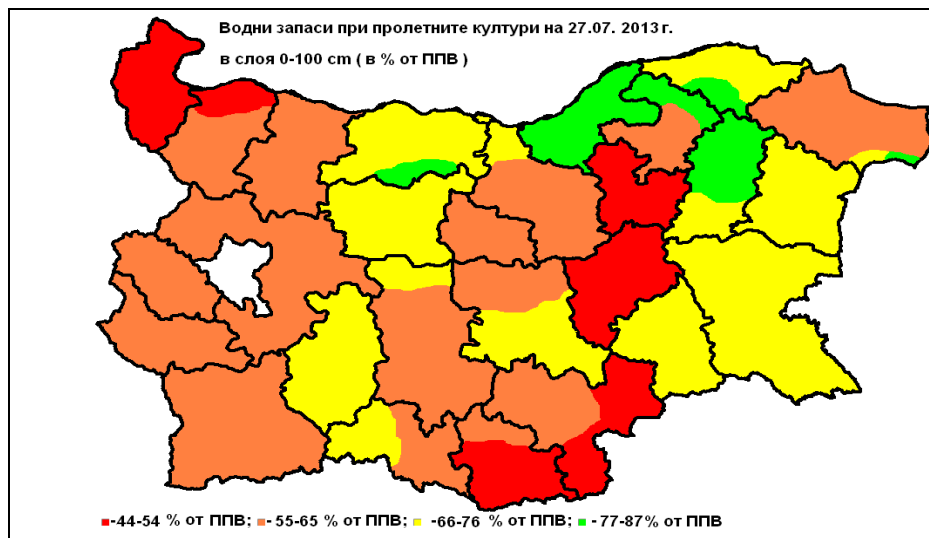 Водни запаси при пролетните култури на 27.07. 2013 г.
в слоя 0-100 cm ( в % от ППВ )
-44-54 % от ППВ; - 55-65 % от ППВ; -66-76 % от ППВ; - 77-87% от ППВ